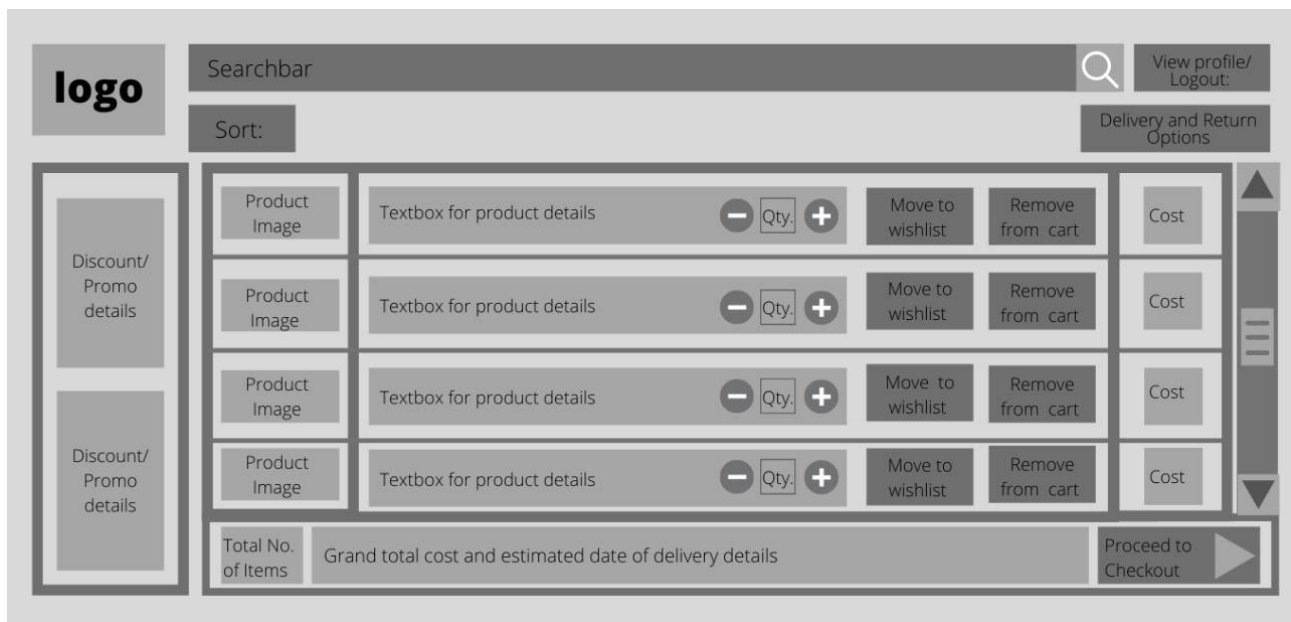 logo
Searchbar
View profile/
Logout:
Sort:
Delivery and Return
Options
Discount/
Promo
details
Discount/
Promo
details
Product
Image
Textbox for product details
Qty.
Move to
wishlist
Remove
from cart
Cost
Product
Image
Textbox for product details
Qty.
Move to
wishlist
Remove
from cart
Cost
Product
Image
Textbox for product details
Qty.
Move to
wishlist
Remove
from cart
Cost
Product
Image
Textbox for product details
Qty.
Move to
wishlist
Remove
from cart
Cost
Total No.
of Items
Grand total cost and estimated date of delivery details
Proceed to
Checkout